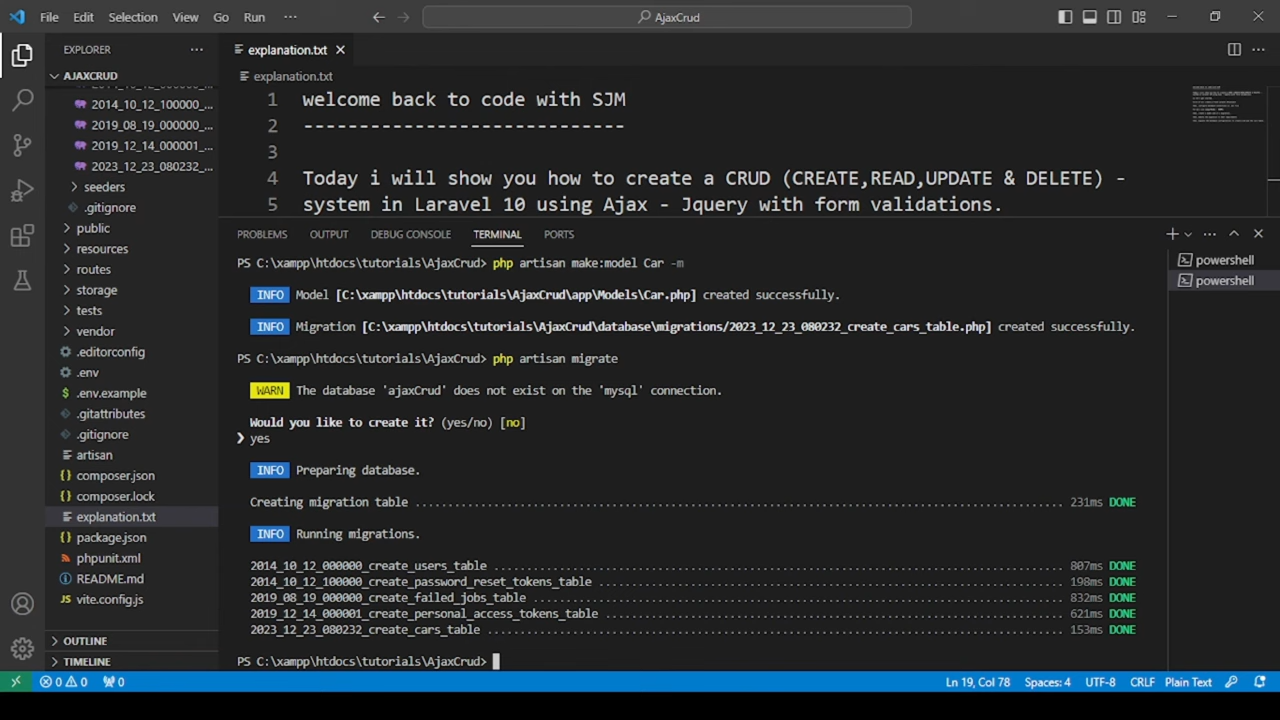 File Edit Selection View Go Run ··· AjaxCrud
EXPLORER ···
AJAXCRUD
2014_10_12_100000_...
2019_08_19_000000_...
2019_12_14_000001_...
2023_12_23_080232_...
seeders
.gitignore
public
resources
routes
storage
tests
vendor
.editorconfig
.env
.env.example
.gitattributes
.gitignore
artisan
composer.json
composer.lock
explanation.txt
package.json
phpunit.xml
README.md
vite.config.js
OUTLINE
TIMELINE
explanation.txt
explanation.txt
1 welcome back to code with SJM
2 -----------------------------
3
4 Today i will show you how to create a CRUD (CREATE,READ,UPDATE & DELETE) -
5 system in Laravel 10 using Ajax - Jquery with form validations.
PROBLEMS OUTPUT DEBUG CONSOLE TERMINAL PORTS
powershell
powershell
PS C:\xampp\htdocs\tutorials\AjaxCrud> php artisan make:model Car -m
INFO Model [C:\xampp\htdocs\tutorials\AjaxCrud\app\Models\Car.php] created successfully.
INFO Migration [C:\xampp\htdocs\tutorials\AjaxCrud\database\migrations/2023_12_23_080232_create_cars_table.php] created successfully.
PS C:\xampp\htdocs\tutorials\AjaxCrud> php artisan migrate
WARN The database 'ajaxCrud' does not exist on the 'mysql' connection.
Would you like to create it? (yes/no) [no]
❯ yes
INFO Preparing database.
Creating migration table ........ 231ms DONE
INFO Running migrations.
2014_10_12_000000_create_users_table ........ 807ms DONE
2014_10_12_100000_create_password_reset_tokens_table ........ 198ms DONE
2019_08_19_000000_create_failed_jobs_table ........ 832ms DONE
2019_12_14_000001_create_personal_access_tokens_table ........ 621ms DONE
2023_12_23_080232_create_cars_table ........ 153ms DONE
PS C:\xampp\htdocs\tutorials\AjaxCrud>
0 0 0 Ln 19, Col 78 Spaces: 4 UTF-8 CRLF Plain Text